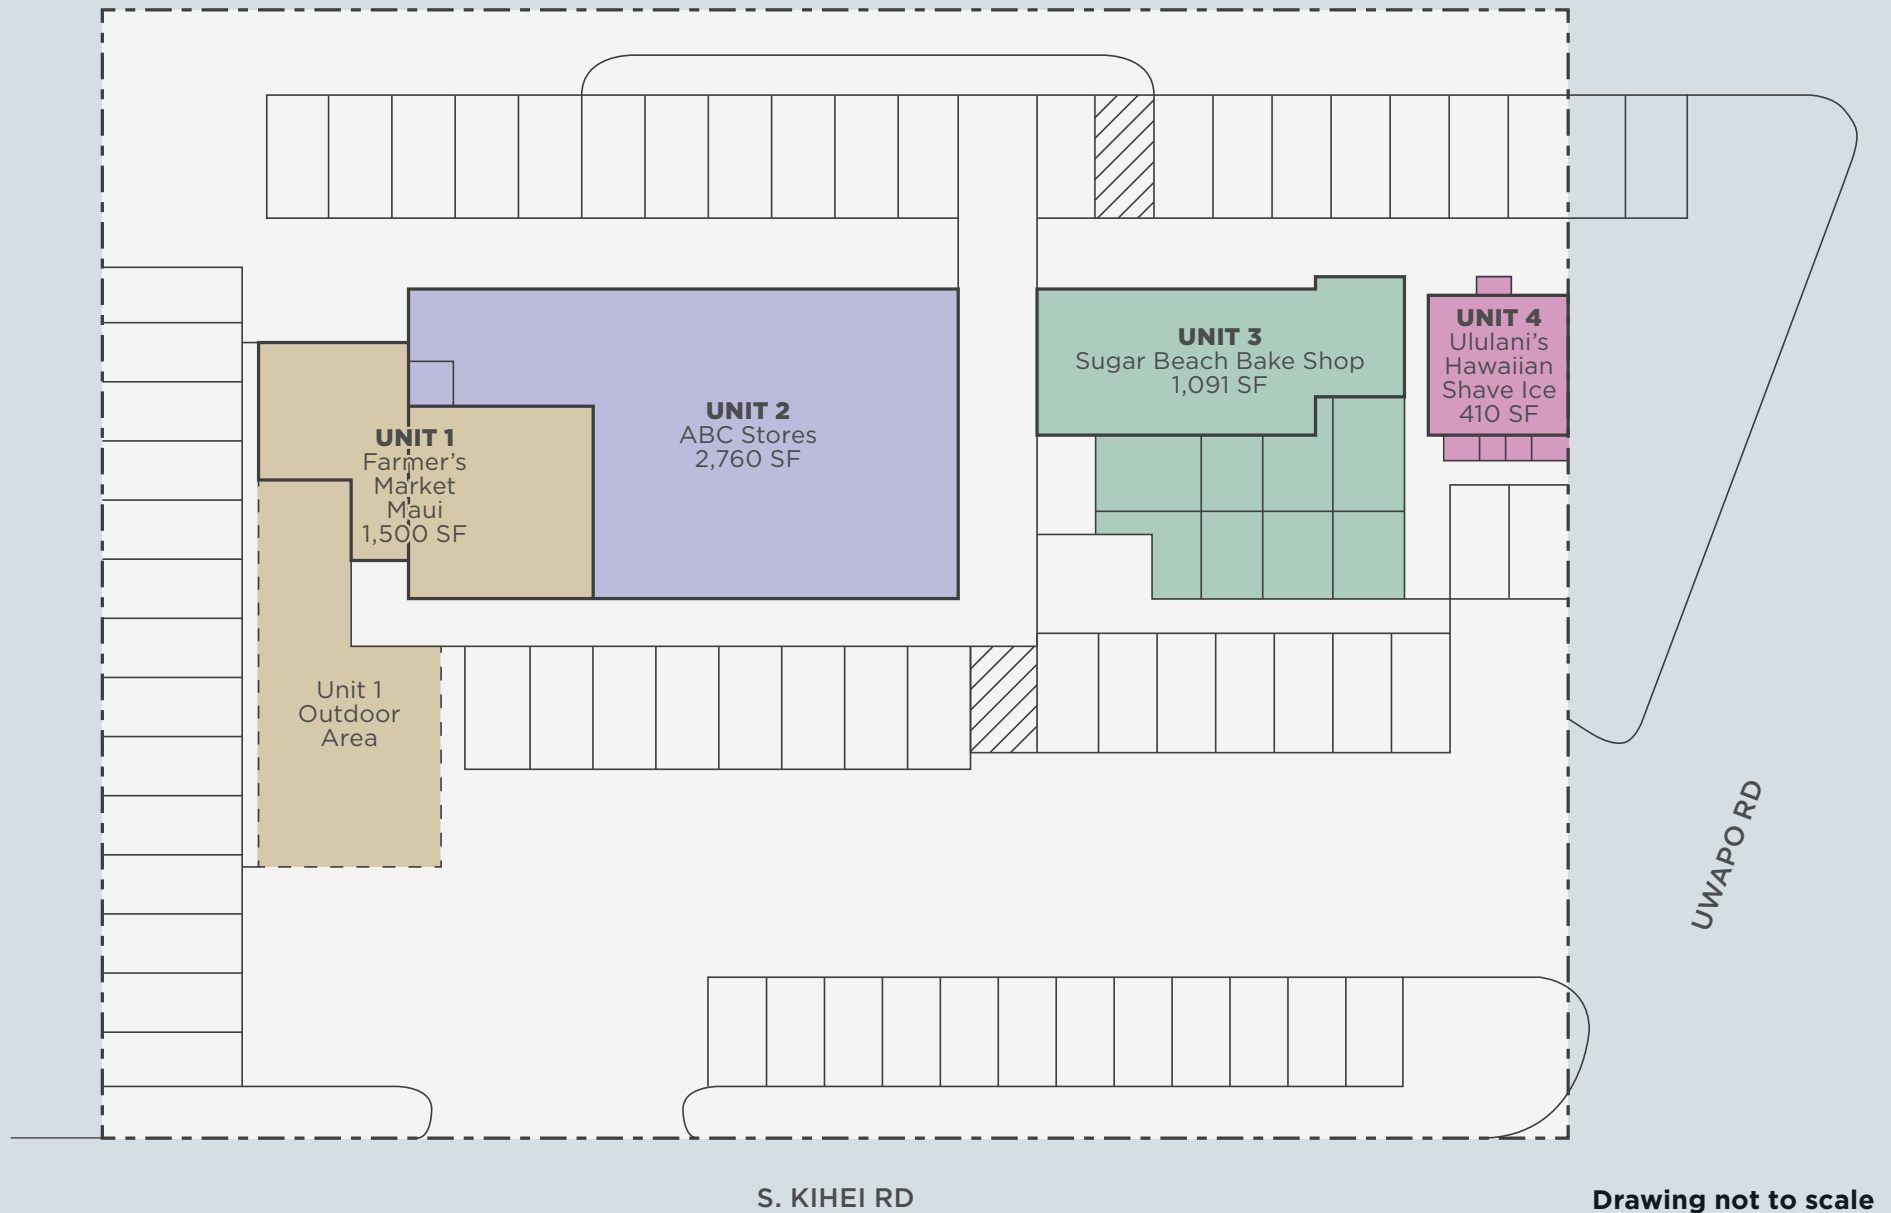 UNIT 1
Farmer's
Market
Maui
1,500 SF
UNIT 2
ABC Stores
2,760 SF
UNIT 3
Sugar Beach Bake Shop
1,091 SF
UNIT 4
Ululani's
Hawaiian
Shave Ice
410 SF
Unit 1
Outdoor
Area
UWAPO RD
S. KIHEI RD
Drawing not to scale